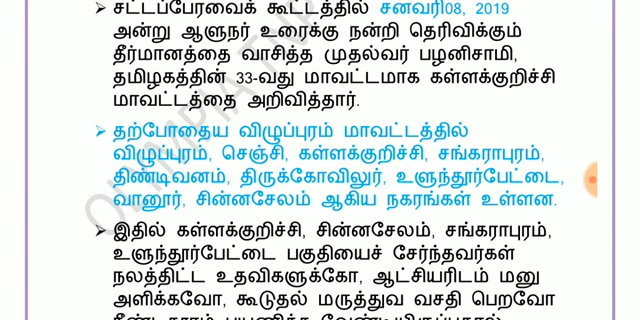 சட்டப்பேரவைக் கூட்டத்தில் சனவரி08, 2019
அன்று ஆளுநர் உரைக்கு நன்றி தெரிவிக்கும்
தீர்மானத்தை வாசித்த முதல்வர் பழனிசாமி,
தமிழகத்தின் 33-வது மாவட்டமாக கள்ளக்குறிச்சி
மாவட்டத்தை அறிவித்தார்.
தற்போதைய விழுப்புரம் மாவட்டத்தில்
விழுப்புரம், செஞ்சி, கள்ளக்குறிச்சி, சங்கராபுரம்,
திண்டிவனம், திருக்கோவிலுர், உளுந்தூர்பேட்டை,
வானூர், சின்னசேலம் ஆகிய நகரங்கள் உள்ளன.
இதில் கள்ளக்குறிச்சி, சின்னசேலம், சங்கராபுரம்,
உளுந்தூர்பேட்டை பகுதியைச் சேர்ந்தவர்கள்
நலத்திட்ட உதவிகளுக்கோ, ஆட்சியரிடம் மனு
அளிக்கவோ, கூடுதல் மருத்துவ வசதி பெறவோ
OLYMPIA TNP